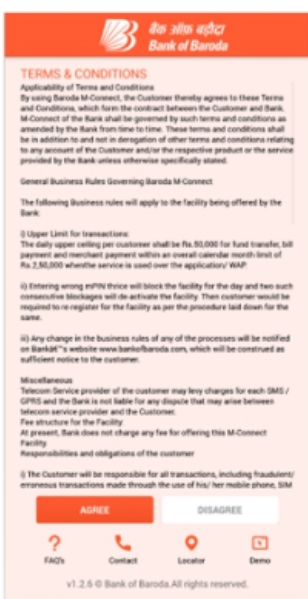 बैंक ऑफ़ बड़ौदा
Bank of Baroda
TERMS & CONDITIONS
Applicability of Terms and Conditions
By using Baroda M-Connect, the Customer thereby agrees to these Terms
and Conditions, which form the contract between the Customer and Bank.
M-Connect of the Bank shall be governed by such terms and conditions as
amended by the Bank from time to time. These terms and conditions shall
be in addition to and not in derogation of other terms and conditions relating
to any account of the Customer and/or the respective product or the service
provided by the Bank unless otherwise specifically stated.
General Business Rules Governing Baroda M-Connect
The following Business rules will apply to the facility being offered by the
Bank:
i) Upper Limit for transactions:
The daily upper ceiling per customer shall be Rs.50,000 for fund transfer, bill
payment and merchant payment within an overall calendar month limit of
Rs.2,50,000 whenthe service is used over the application/ WAP
ii) Entering wrong mPIN thrice will block the facility for the day and two such
consecutive blockages will de-activate the facility. Then customer would be
required to re register for the facility as per the procedure laid down for the
same.
iii) Any change in the business rules of any of the processes will be notified
on Bankâ€™s website www.bankofbaroda.com, which will be construed as
sufficient notice to the customer.
Miscellaneous
Telecom Service provider of the customer may levy charges for each SMS /
GPRS and the Bank is not liable for any dispute that may arise between
telecom service provider and the Customer.
Fee structure for the Facility
At present, Bank does not charge any fee for offering this M-Connect
Facility
Responsibilities and obligations of the customer
i) The Customer will be responsible for all transactions, including fraudulent/
erroneous transactions made through the use of his/ her mobile phone, SIM
AGREE DISAGREE
FAQ's Contact Locator Demo
v1.2.6 © Bank of Baroda.All rights reserved.